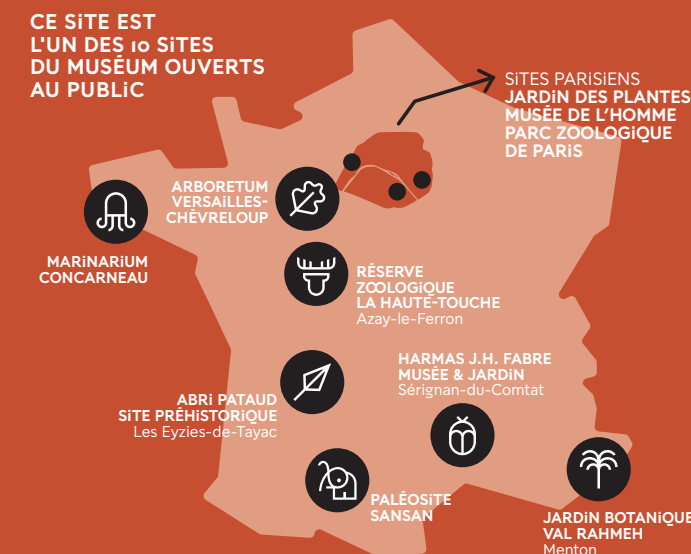 CE SiTE EST
L'UN DES 10 SiTES
DU MUSÉUM OUVERTS
AU PUBLiC
SiTES PARiSiENS
JARDiN DES PLANTES
MUSÉE DE L'HOMME
PARC ZOOLOGiQUE
DE PARiS
ARBORETUM
VERSAiLLES-
CHÈVRELOUP
MARiNARiUM
CONCARNEAU
RÉSERVE
ZOOLOGiQUE
LA HAUTE-TOUCHE
Azay-le-Ferron
HARMAS J.H. FABRE
MUSÉE & JARDiN
Sérignan-du-Comtat
ABRi PATAUD
SiTE PRÉHiSTORiQUE
Les Eyzies-de-Tayac
PALÉOSiTE
SANSAN
JARDiN BOTANiQUE
VAL RAHMEH
Menton